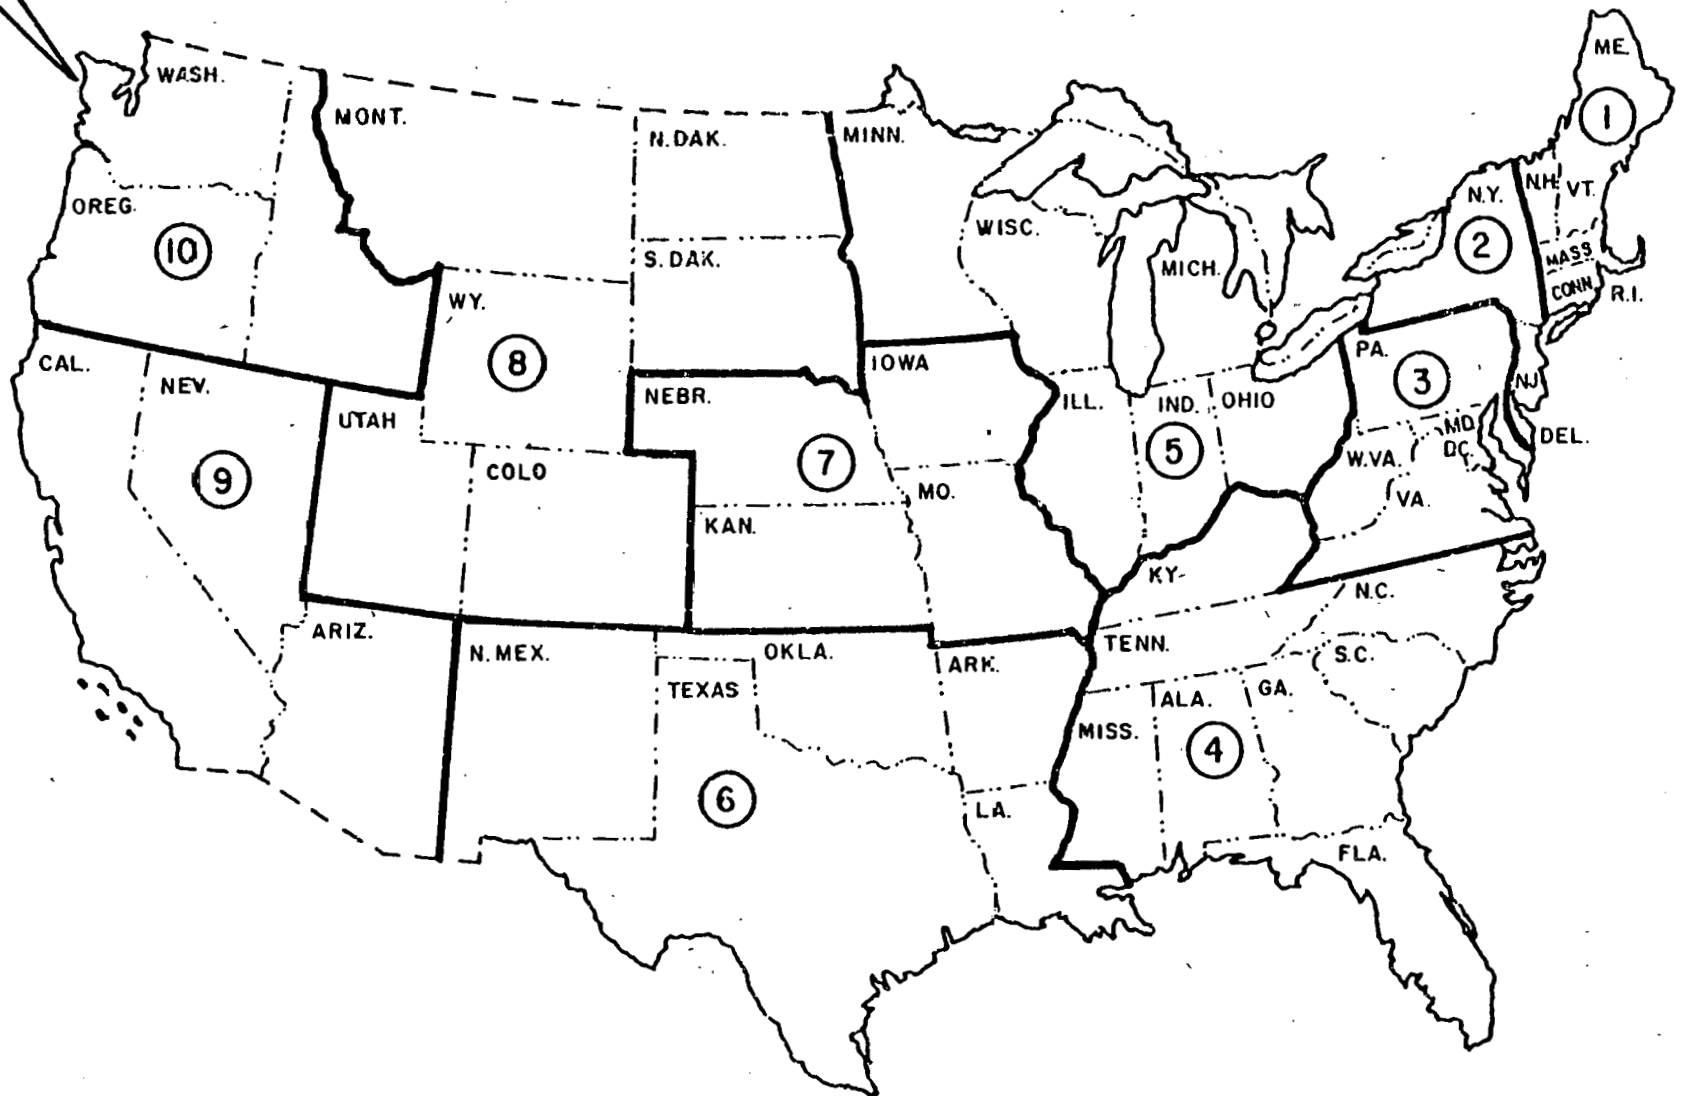 WASH.
MONT.
N.DAK.
MINN.
ME.
1
OREG.
10
S.DAK.
WISC.
MICH.
N.Y.
2
N.H.
VT.
MASS
CONN.
R.I.
WY.
8
IOWA
CAL.
NEV.
UTAH
NEBR.
ILL.
IND.
OHIO
PA.
3
NJ
MD.
DC.
DEL.
9
COLO
7
MO.
5
W.VA.
VA.
KAN.
KY.
N.C.
ARIZ.
N.MEX.
OKLA.
ARK.
TENN.
S.C.
TEXAS
MISS.
ALA.
GA.
4
6
LA.
FLA.